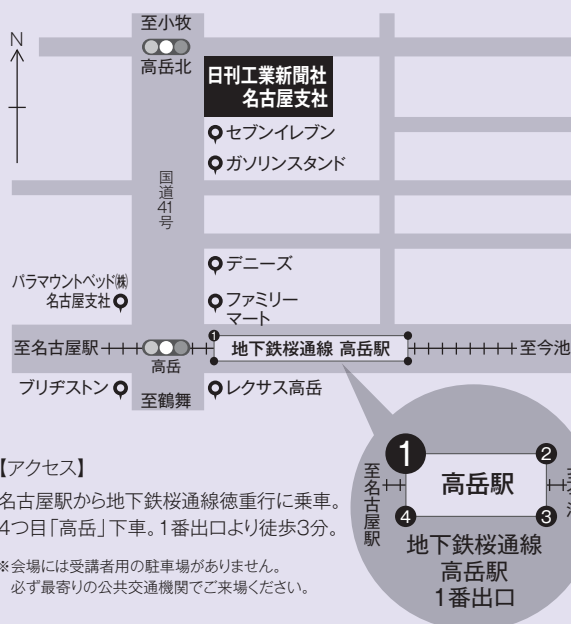 至小牧
N
高岳北
日刊工業新聞社
名古屋支社
セブンイレブン
ガソリンスタンド
国道41号
デニーズ
パラマウントベッド㈱
名古屋支社
ファミリー
マート
至名古屋駅
1
地下鉄桜通線 高岳駅
至今池
高岳
ブリヂストン
至鶴舞
レクサス高岳
【アクセス】
名古屋駅から地下鉄桜通線徳重行に乗車。
4つ目「高岳」下車。1番出口より徒歩3分。
※会場には受講者用の駐車場がありません。
必ず最寄りの公共交通機関でご来場ください。
1
2
至名古屋駅
高岳駅
4
3
地下鉄桜通線
高岳駅
1番出口